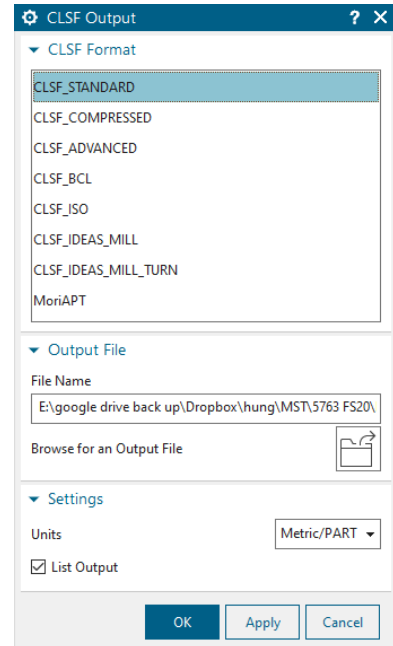 CLSF Output ?
CLSF Format
CLSF_STANDARD
CLSF_COMPRESSED
CLSF_ADVANCED
CLSF_BCL
CLSF_ISO
CLSF_IDEAS_MILL
CLSF_IDEAS_MILL_TURN
MoriAPT
Output File
File Name
E:\google drive back up\Dropbox\hung\MST\5763 FS20\
Browse for an Output File
Settings
Units Metric/PART
List Output
OK Apply Cancel